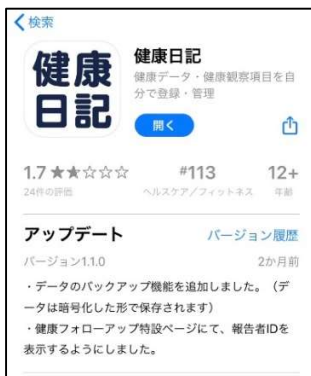 検索
健康
日記
健康日記
健康データ・健康観察項目を自
分で登録・管理
開く
1.7 ★★☆☆☆ #113 12+
24件の評価 ヘルスケア／フィットネス 年齢
アップデート バージョン履歴
バージョン1.1.0 2か月前
・データのバックアップ機能を追加しました。（デ
ータは暗号化した形で保存されます）
・健康フォローアップ特設ページにて、報告者IDを
表示するようにしました。